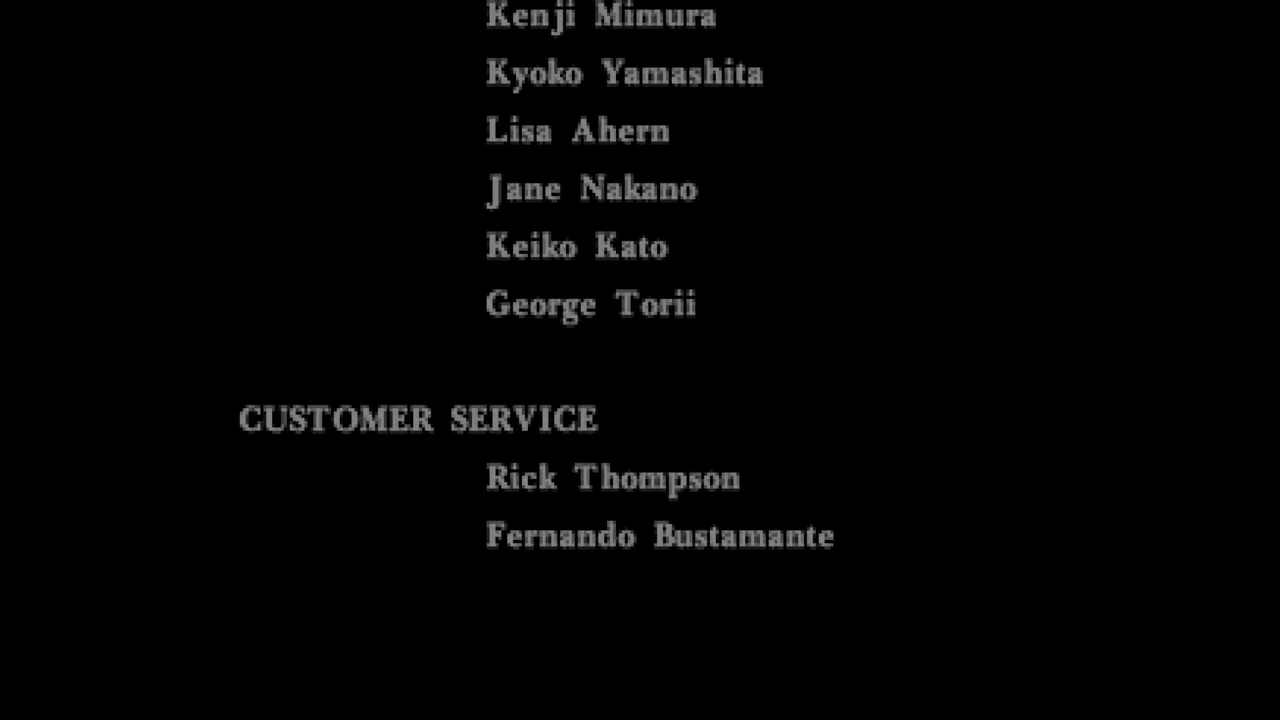 Kenji Mimura
Kyoko Yamashita
Lisa Ahern
Jane Nakano
Keiko Kato
George Torii
CUSTOMER SERVICE
Rick Thompson
Fernando Bustamante